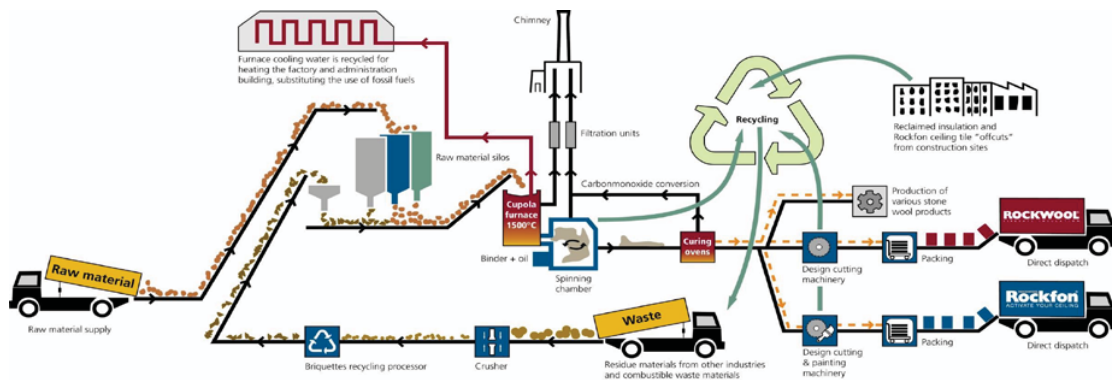 Chimney
Furnace cooling water is recycled for
heating the factory and administration
building, substituting the use of fossil fuels
Filtration units
Recycling
Reclaimed insulation and
Rockfon ceiling tile "offcuts"
from construction sites
Raw material silos
Carbonmonoxide conversion
Cupola
furnace
1500°C
Production of
various stone
wool products
ROCKWOOL
Binder + oil
Spinning
chamber
Curing
ovens
Design cutting
machinery
Packing
Direct dispatch
Raw material
Raw material supply
Briquettes recycling processor
Crusher
Waste
Residue materials from other industries
and combustible waste materials
Design cutting
& painting
machinery
Packing
Rockfon
ACTIVATE YOUR CEILING
Direct dispatch